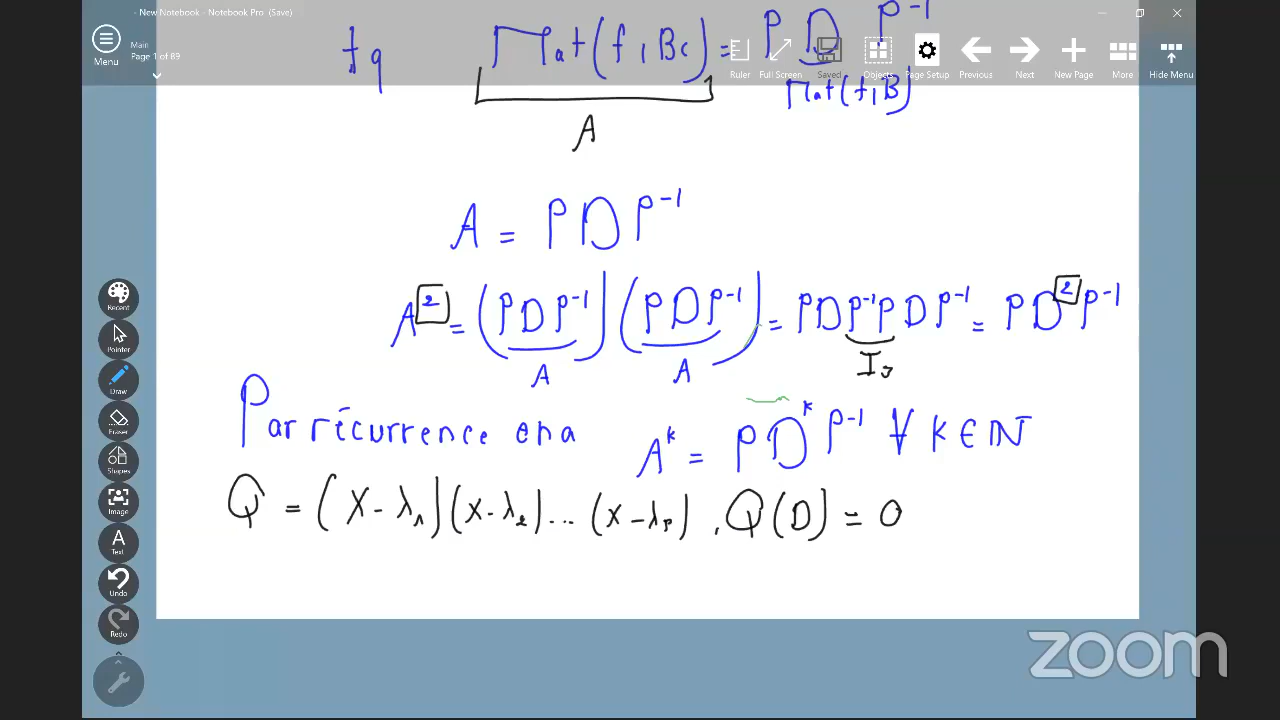 - New Notebook - Notebook Pro (Save)
Menu
Main
Page 1 of 89
Ruler
Full Screen
Saved
Objects
Page Setup
Previous
Next
New Page
More
Hide Menu
tq Mat(f, Bc) = P D P⁻¹
A
Mat(f, B)
A = P D P⁻¹
A² = (P D P⁻¹)(P D P⁻¹) = P D P⁻¹ P D P⁻¹ = P D² P⁻¹
A A
Par récurrence on a Aᵏ = P Dᵏ P⁻¹ ∀ k ∈ ℕ
Q = (X - λ₁)(X - λ₂)...(X - λₚ), Q(D) = 0
Recent
Pointer
Draw
Eraser
Shapes
Image
Text
Undo
Redo
zoom